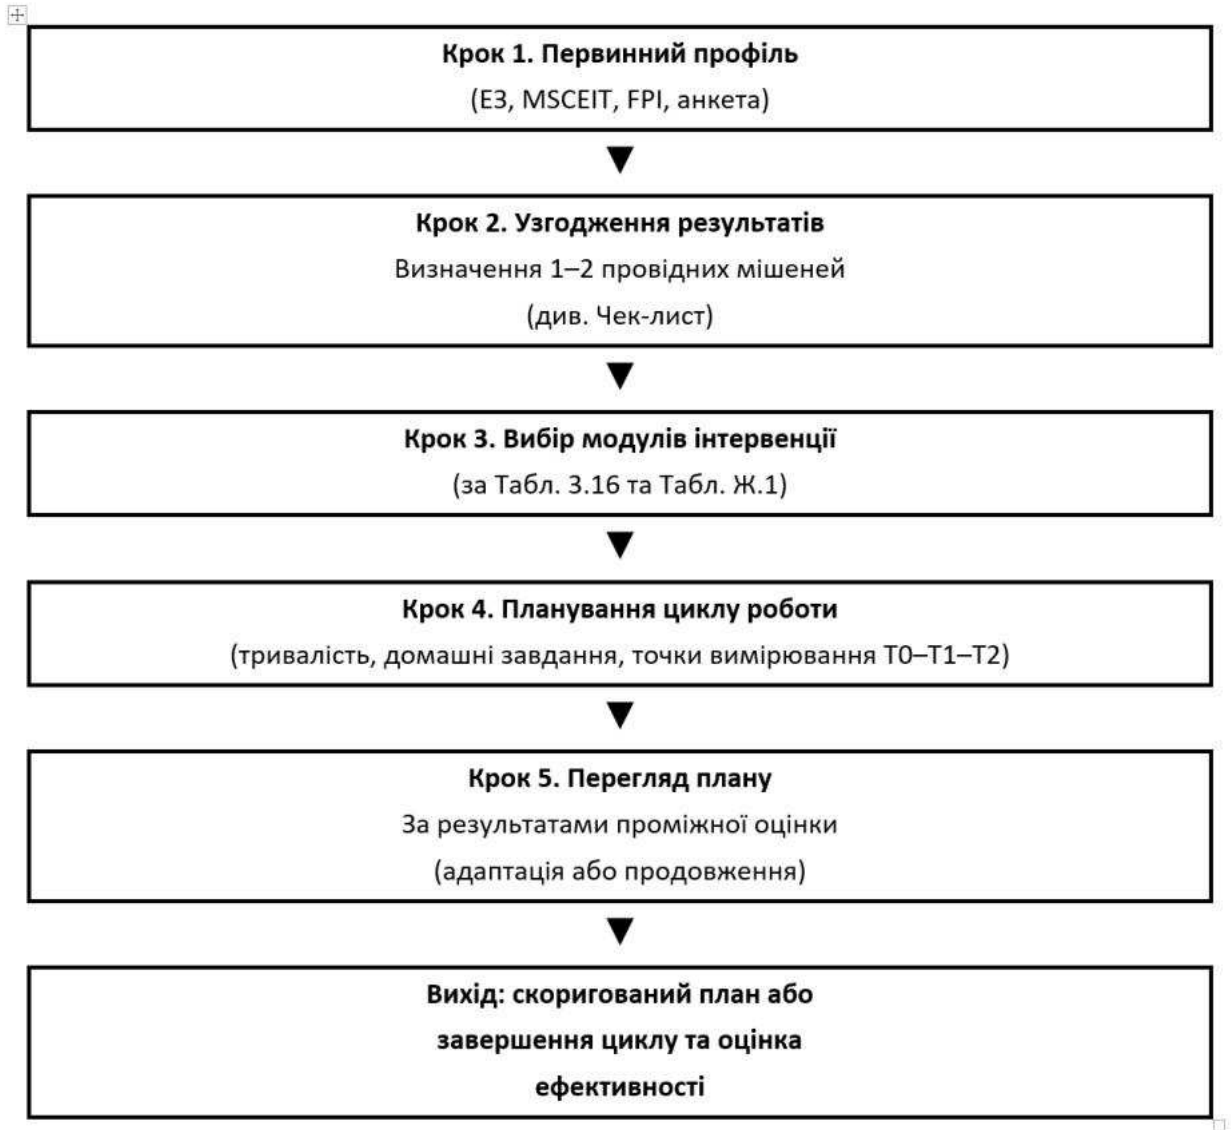 Крок 1. Первинний профіль
(ЕЗ, MSCEIT, FPI, анкета)
Крок 2. Узгодження результатів
Визначення 1–2 провідних мішеней
(див. Чек-лист)
Крок 3. Вибір модулів інтервенції
(за Табл. 3.16 та Табл. Ж.1)
Крок 4. Планування циклу роботи
(тривалість, домашні завдання, точки вимірювання Т0–Т1–Т2)
Крок 5. Перегляд плану
За результатами проміжної оцінки
(адаптація або продовження)
Вихід: скоригований план або
завершення циклу та оцінка
ефективності